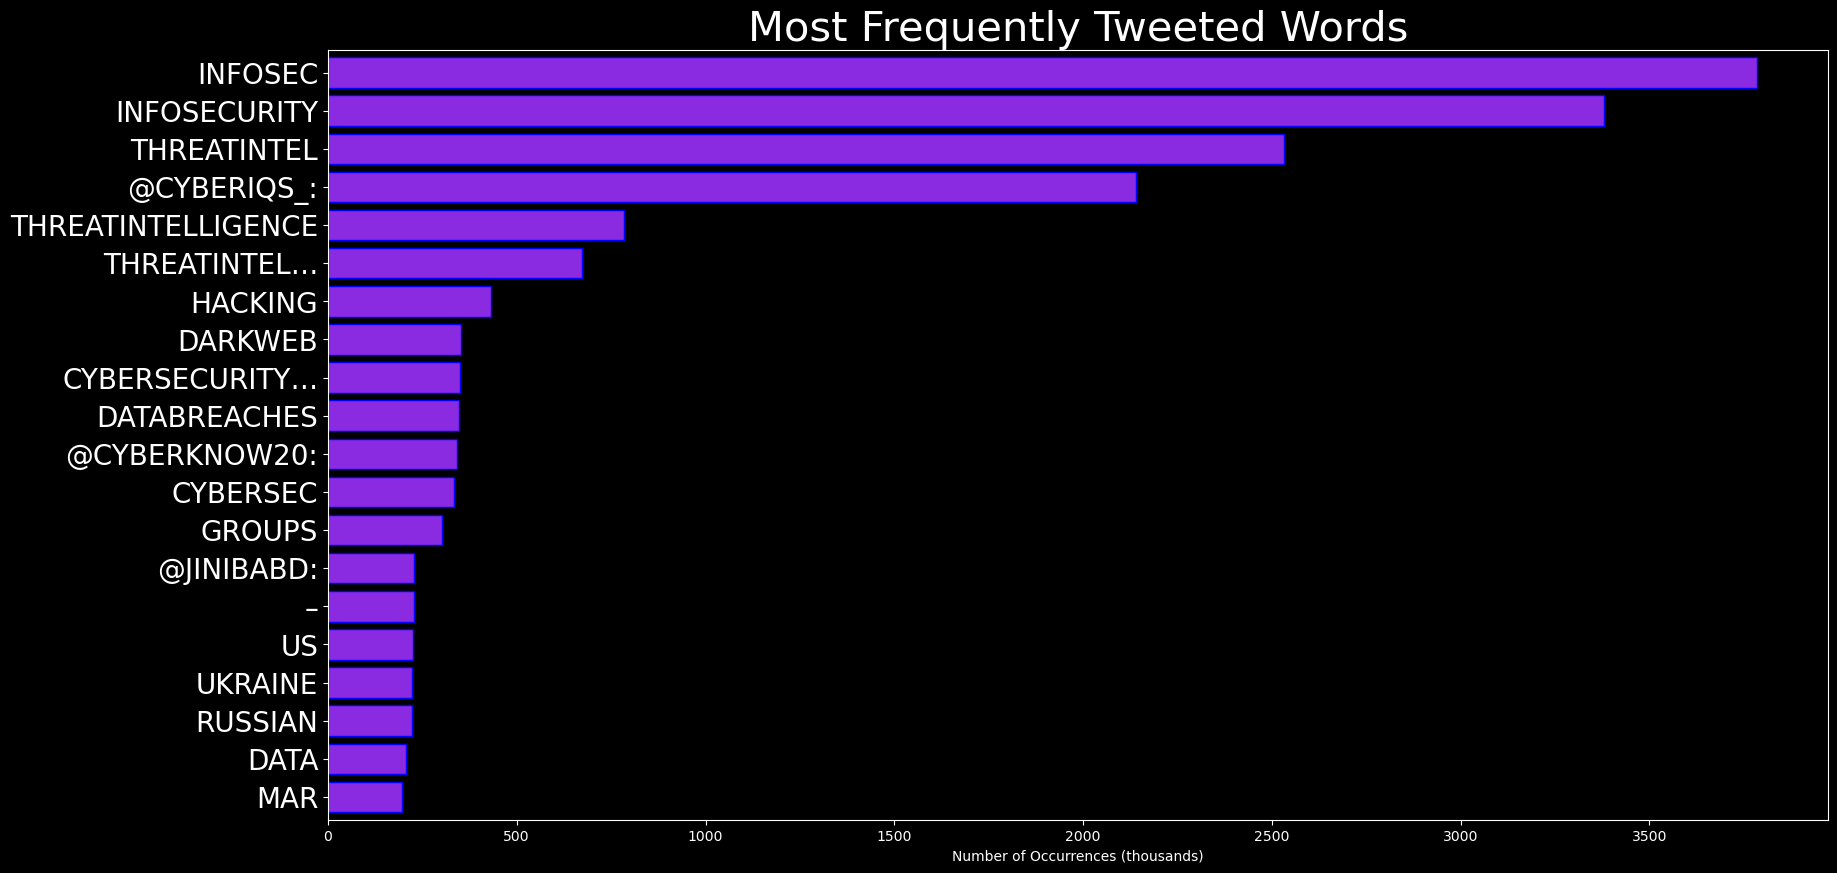 Most Frequently Tweeted Words
INFOSEC
INFOSECURITY
THREATINTEL
@CYBERIQS_:
THREATINTELLIGENCE
THREATINTEL…
HACKING
DARKWEB
CYBERSECURITY…
DATABREACHES
@CYBERKNOW20:
CYBERSEC
GROUPS
@JINIBABD:
–
US
UKRAINE
RUSSIAN
DATA
MAR
0 500 1000 1500 2000 2500 3000 3500
Number of Occurrences (thousands)